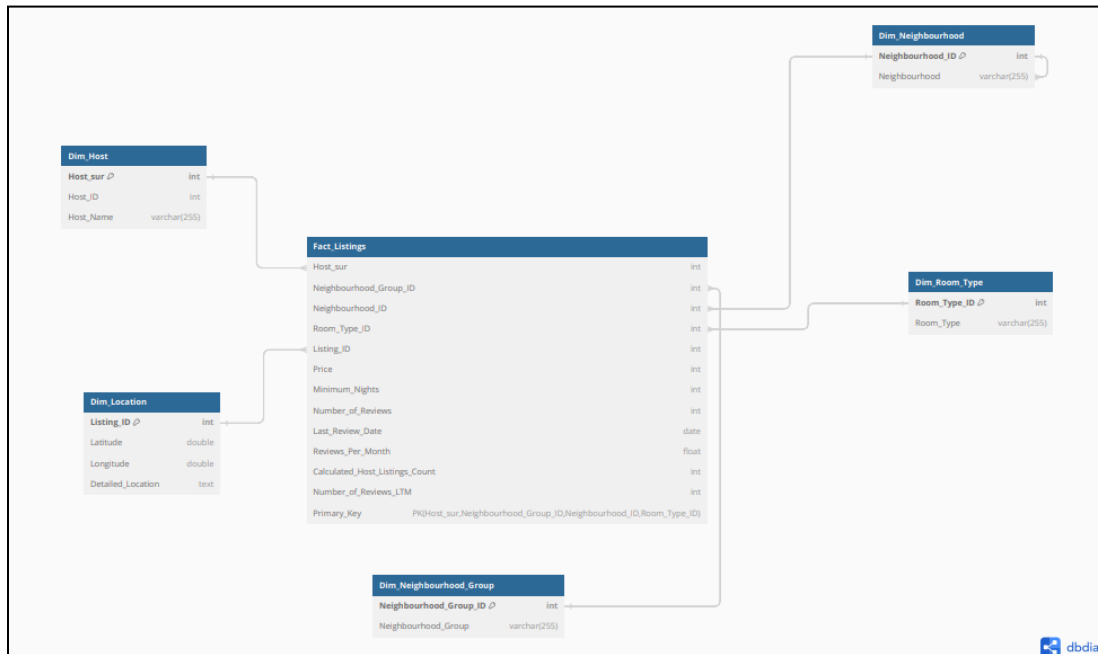 Dim_Neighbourhood
Neighbourhood_ID int
Neighbourhood varchar(255)
Dim_Host
Host_sur int
Host_ID int
Host_Name varchar(255)
Fact_Listings
Host_sur int
Neighbourhood_Group_ID int
Neighbourhood_ID int
Room_Type_ID int
Listing_ID int
Price int
Minimum_Nights int
Number_of_Reviews int
Last_Review_Date date
Reviews_Per_Month float
Calculated_Host_Listings_Count int
Number_of_Reviews_LTM int
Primary_Key PK(Host_sur,Neighbourhood_Group_ID,Neighbourhood_ID,Room_Type_ID)
Dim_Room_Type
Room_Type_ID int
Room_Type varchar(255)
Dim_Location
Listing_ID int
Latitude double
Longitude double
Detailed_Location text
Dim_Neighbourhood_Group
Neighbourhood_Group_ID int
Neighbourhood_Group varchar(255)
dbdia